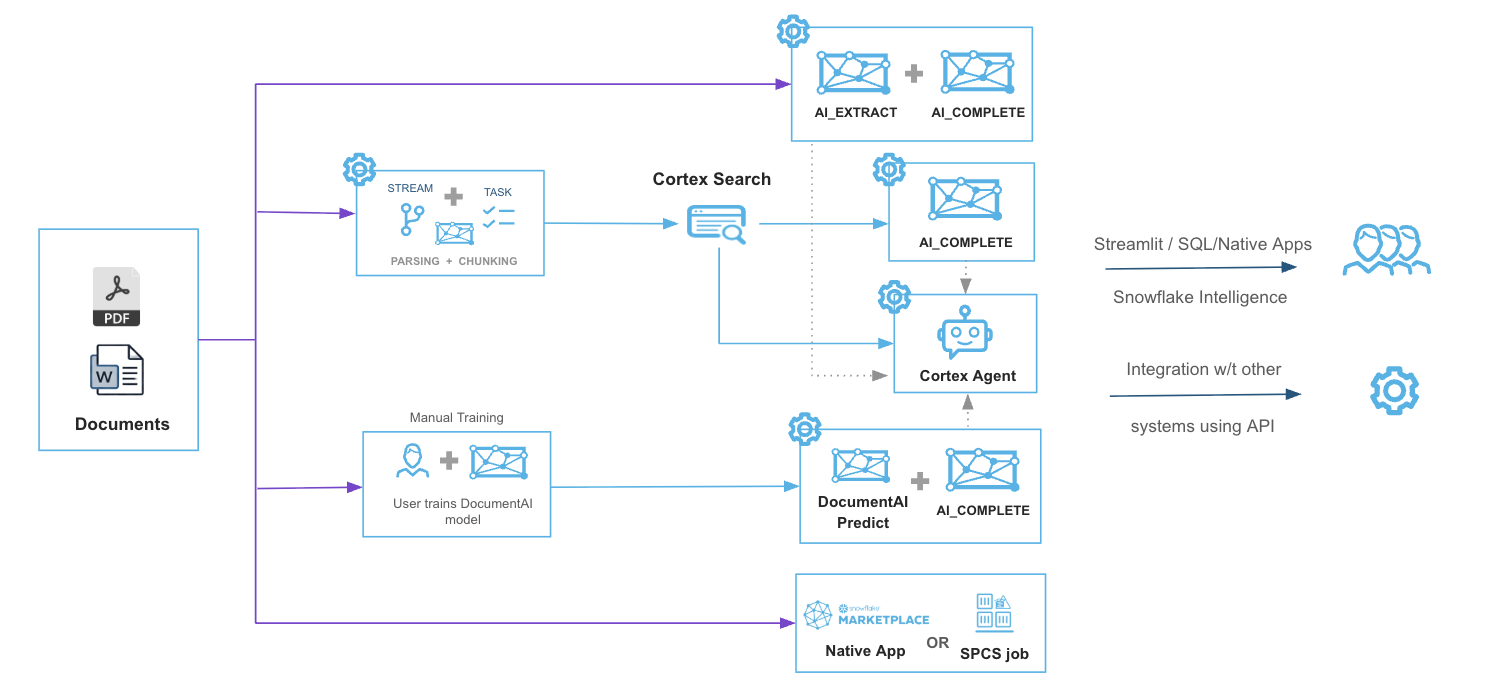 AI_EXTRACT
AI_COMPLETE
STREAM
TASK
PARSING + CHUNKING
Cortex Search
AI_COMPLETE
Streamlit / SQL/Native Apps
Snowflake Intelligence
PDF
W
Documents
Cortex Agent
Integration w/t other
systems using API
Manual Training
User trains DocumentAI
model
DocumentAI
Predict
AI_COMPLETE
snowflake
MARKETPLACE
Native App
OR
SPCS job